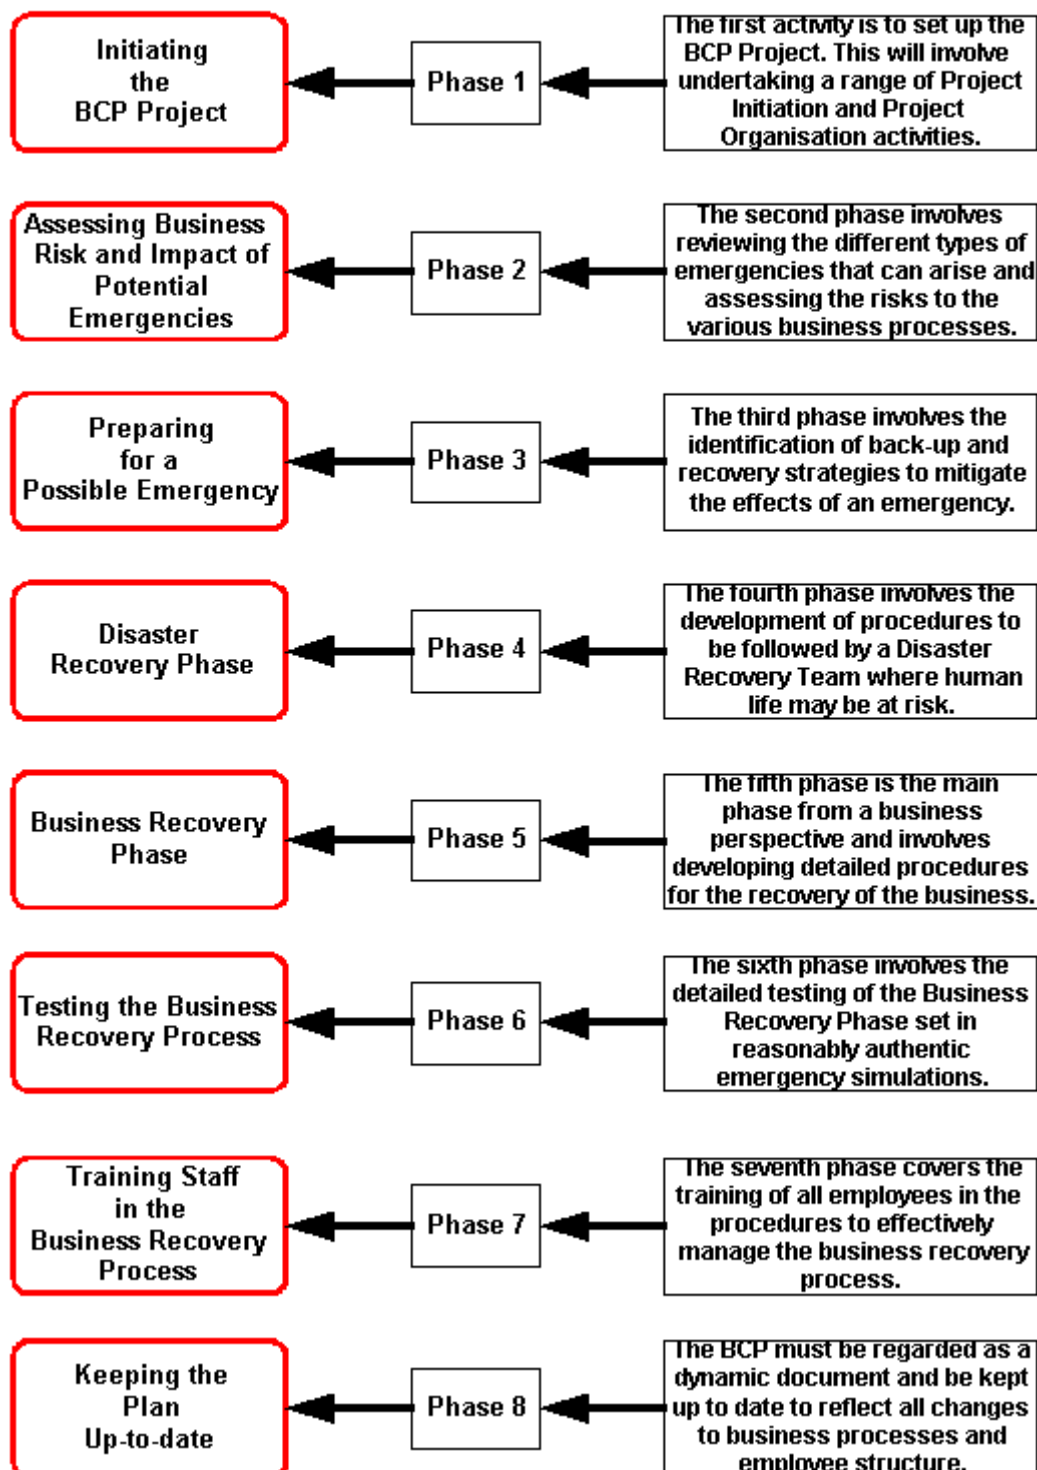 Initiating
the
BCP Project
Phase 1
The first activity is to set up the
BCP Project. This will involve
undertaking a range of Project
Initiation and Project
Organisation activities.
Assessing Business
Risk and Impact of
Potential
Emergencies
Phase 2
The second phase involves
reviewing the different types of
emergencies that can arise and
assessing the risks to the
various business processes.
Preparing
for a
Possible Emergency
Phase 3
The third phase involves the
identification of back-up and
recovery strategies to mitigate
the effects of an emergency.
Disaster
Recovery Phase
Phase 4
The fourth phase involves the
development of procedures to
be followed by a Disaster
Recovery Team where human
life may be at risk.
Business Recovery
Phase
Phase 5
The fifth phase is the main
phase from a business
perspective and involves
developing detailed procedures
for the recovery of the business.
Testing the Business
Recovery Process
Phase 6
The sixth phase involves the
detailed testing of the Business
Recovery Phase set in
reasonably authentic
emergency simulations.
Training Staff
in the
Business Recovery
Process
Phase 7
The seventh phase covers the
training of all employees in the
procedures to effectively
manage the business recovery
process.
Keeping the
Plan
Up-to-date
Phase 8
The BCP must be regarded as a
dynamic document and be kept
up to date to reflect all changes
to business processes and
employee structure.